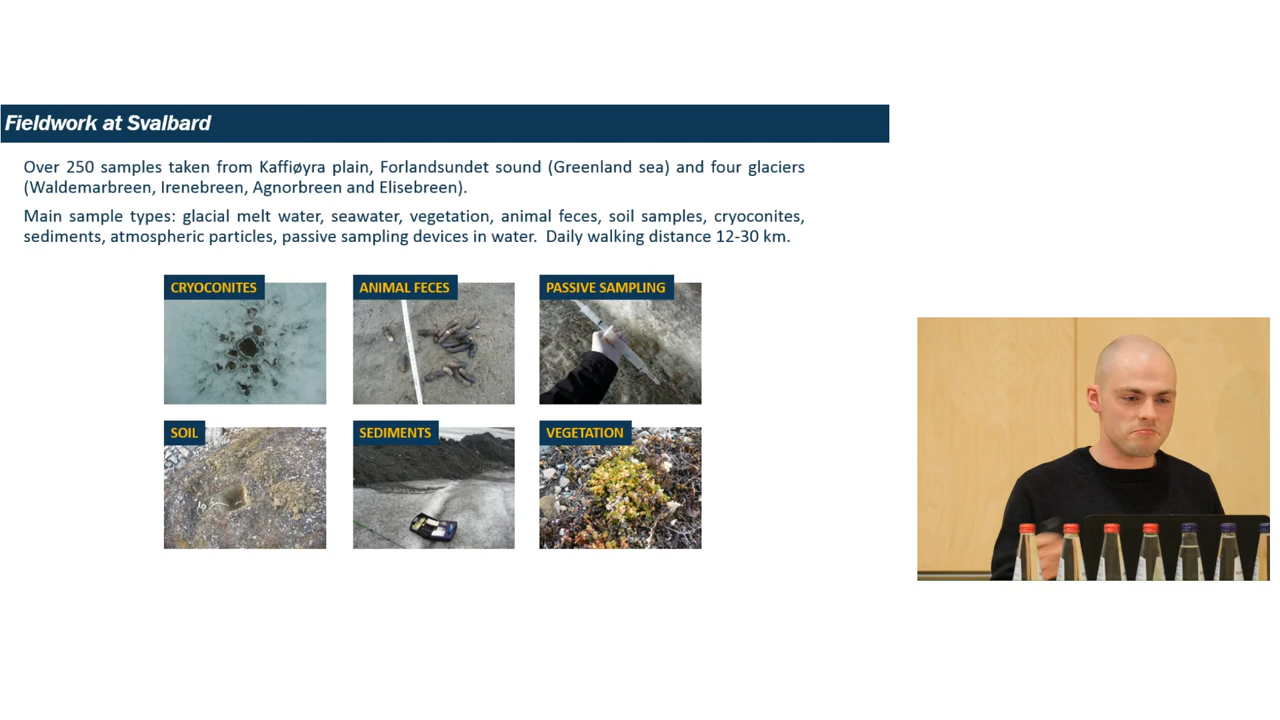 Fieldwork at Svalbard
Over 250 samples taken from Kaffiøyra plain, Forlandsundet sound (Greenland sea) and four glaciers
(Waldemarbreen, Irenebreen, Agnorbreen and Elisebreen).
Main sample types: glacial melt water, seawater, vegetation, animal feces, soil samples, cryoconites,
sediments, atmospheric particles, passive sampling devices in water. Daily walking distance 12-30 km.
CRYOCONITES
ANIMAL FECES
PASSIVE SAMPLING
SOIL
SEDIMENTS
VEGETATION